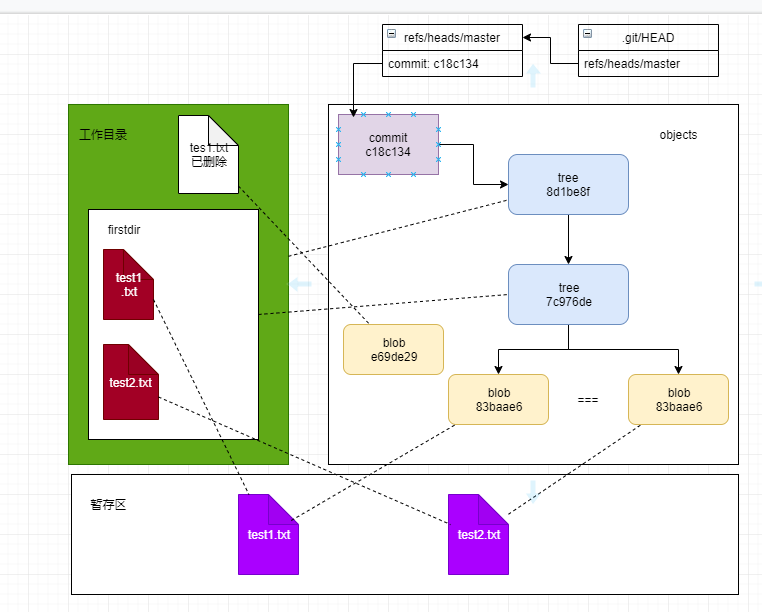 refs/heads/master
commit: c18c134
.git/HEAD
refs/heads/master
工作目录
tes1.txt
已删除
firstdir
test1
.txt
test2.txt
objects
commit
c18c134
tree
8d1be8f
tree
7c976de
blob
e69de29
blob
83baae6
===
blob
83baae6
暂存区
test1.txt
test2.txt